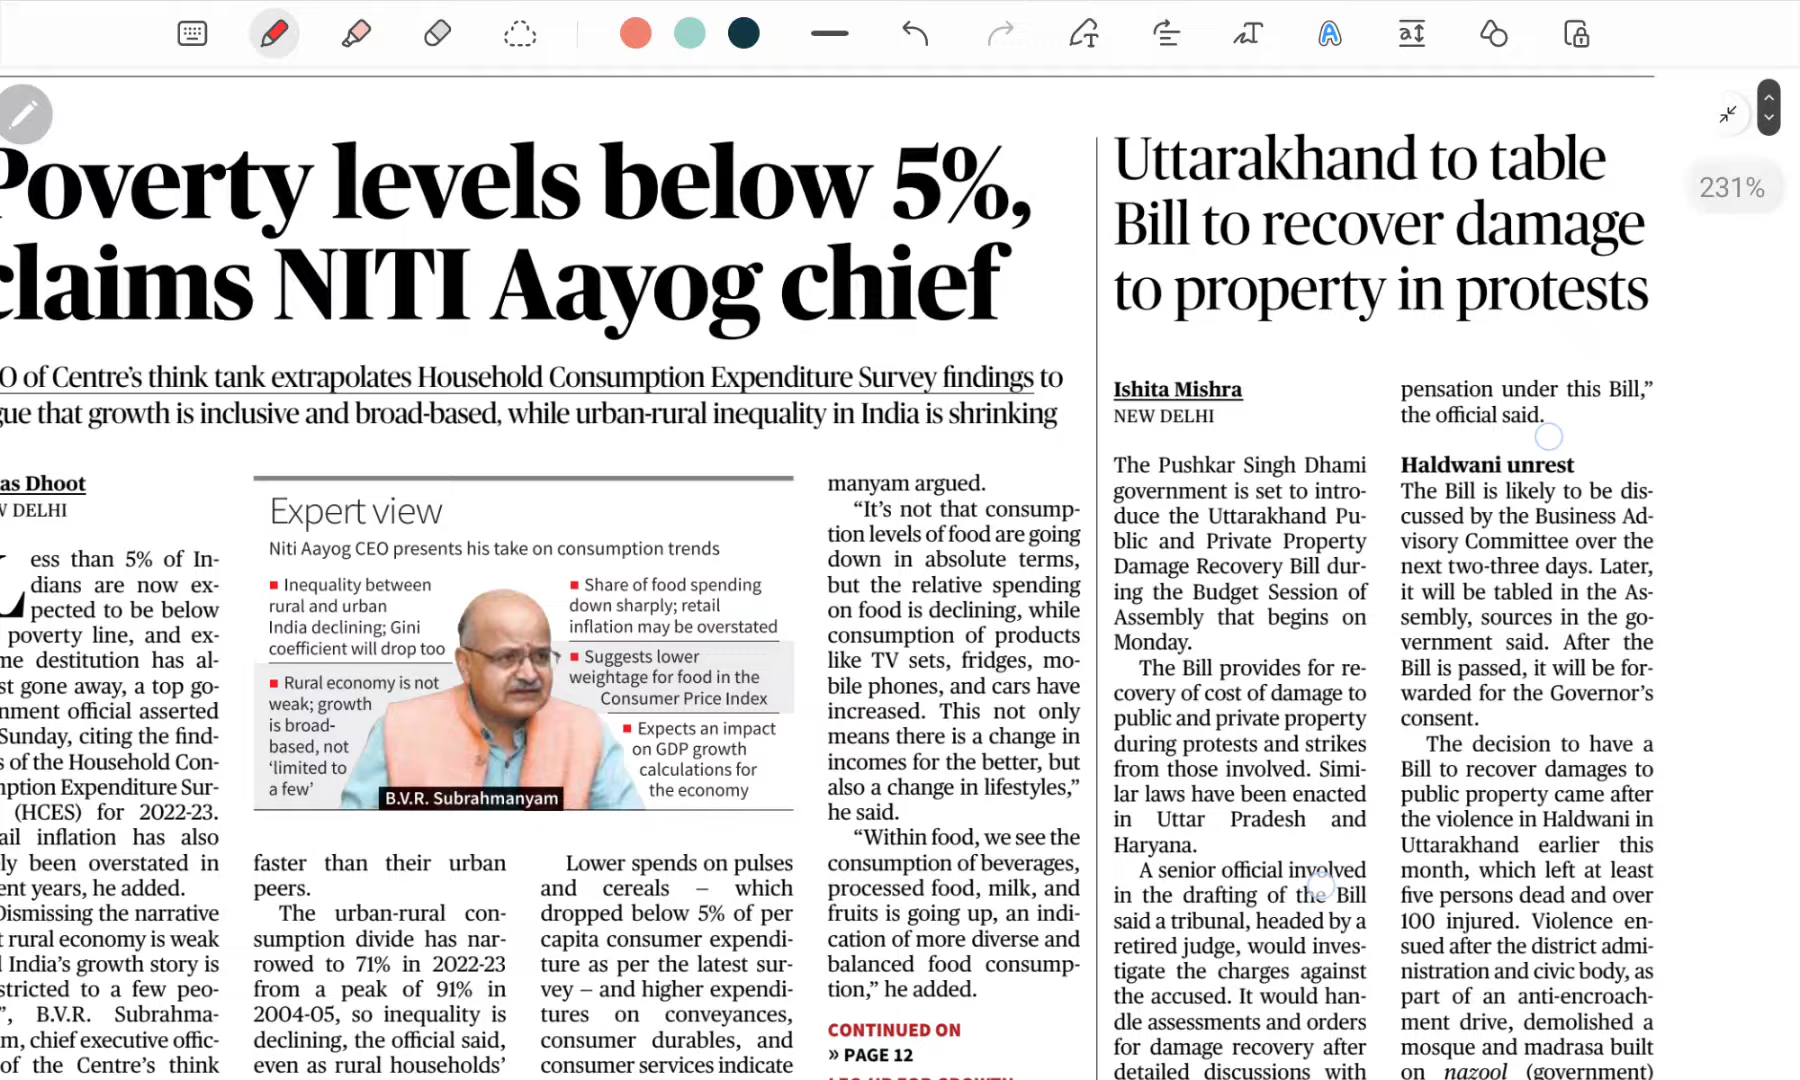 231%
Poverty levels below 5%,
claims NITI Aayog chief
O of Centre’s think tank extrapolates Household Consumption Expenditure Survey findings to
gue that growth is inclusive and broad-based, while urban-rural inequality in India is shrinking
as Dhoot
W DELHI
Less than 5% of In-
dians are now ex-
pected to be below
poverty line, and ex-
me destitution has al-
st gone away, a top go-
nment official asserted
Sunday, citing the find-
s of the Household Con-
mption Expenditure Sur-
(HCES) for 2022-23.
ail inflation has also
ly been overstated in
ent years, he added.
Dismissing the narrative
t rural economy is weak
d India’s growth story is
stricted to a few peo-
”, B.V.R. Subrahma-
m, chief executive offic-
of the Centre’s think
Expert view
Niti Aayog CEO presents his take on consumption trends
■ Inequality between
rural and urban
India declining; Gini
coefficient will drop too
■ Rural economy is not
weak; growth
is broad-
based, not
‘limited to
a few’
■ Share of food spending
down sharply; retail
inflation may be overstated
■ Suggests lower
weightage for food in the
Consumer Price Index
■ Expects an impact
on GDP growth
calculations for
the economy
B.V.R. Subrahmanyam
faster than their urban
peers.
The urban-rural con-
sumption divide has nar-
rowed to 71% in 2022-23
from a peak of 91% in
2004-05, so inequality is
declining, the official said,
even as rural households’
Lower spends on pulses
and cereals – which
dropped below 5% of per
capita consumer expendi-
ture as per the latest sur-
vey – and higher expendi-
tures on conveyances,
consumer durables, and
consumer services indicate
manyam argued.
“It’s not that consump-
tion levels of food are going
down in absolute terms,
but the relative spending
on food is declining, while
consumption of products
like TV sets, fridges, mo-
bile phones, and cars have
increased. This not only
means there is a change in
incomes for the better, but
also a change in lifestyles,”
he said.
“Within food, we see the
consumption of beverages,
processed food, milk, and
fruits is going up, an indi-
cation of more diverse and
balanced food consump-
tion,” he added.
CONTINUED ON
» PAGE 12
Uttarakhand to table
Bill to recover damage
to property in protests
Ishita Mishra
NEW DELHI
The Pushkar Singh Dhami
government is set to intro-
duce the Uttarakhand Pu-
blic and Private Property
Damage Recovery Bill dur-
ing the Budget Session of
Assembly that begins on
Monday.
The Bill provides for re-
covery of cost of damage to
public and private property
during protests and strikes
from those involved. Simi-
lar laws have been enacted
in Uttar Pradesh and
Haryana.
A senior official involved
in the drafting of the Bill
said a tribunal, headed by a
retired judge, would inves-
tigate the charges against
the accused. It would han-
dle assessments and orders
for damage recovery after
detailed discussions with
pensation under this Bill,”
the official said.
Haldwani unrest
The Bill is likely to be dis-
cussed by the Business Ad-
visory Committee over the
next two-three days. Later,
it will be tabled in the As-
sembly, sources in the go-
vernment said. After the
Bill is passed, it will be for-
warded for the Governor’s
consent.
The decision to have a
Bill to recover damages to
public property came after
the violence in Haldwani in
Uttarakhand earlier this
month, which left at least
five persons dead and over
100 injured. Violence en-
sued after the district admi-
nistration and civic body, as
part of an anti-encroach-
ment drive, demolished a
mosque and madrasa built
on nazool (government)